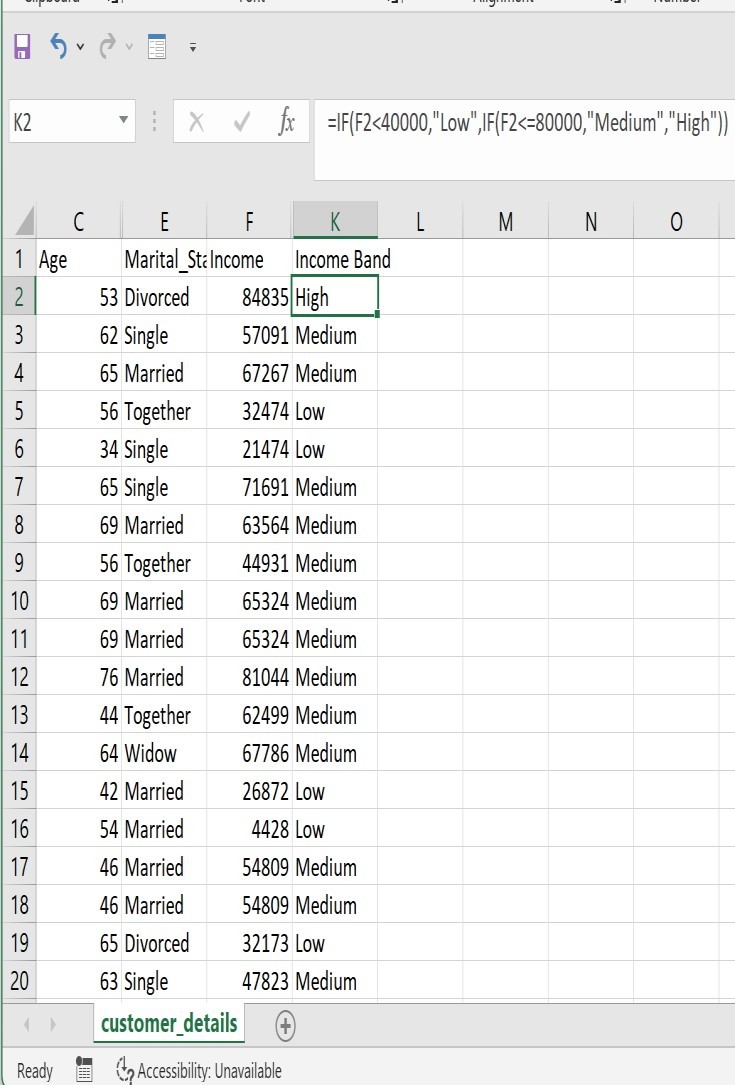 K2 fx =IF(F2<40000,"Low",IF(F2<=80000,"Medium","High"))
C E F K L M N O
1 Age Marital_Sta Income Income Band
2 53 Divorced 84835 High
3 62 Single 57091 Medium
4 65 Married 67267 Medium
5 56 Together 32474 Low
6 34 Single 21474 Low
7 65 Single 71691 Medium
8 69 Married 63564 Medium
9 56 Together 44931 Medium
10 69 Married 65324 Medium
11 69 Married 65324 Medium
12 76 Married 81044 Medium
13 44 Together 62499 Medium
14 64 Widow 67786 Medium
15 42 Married 26872 Low
16 54 Married 4428 Low
17 46 Married 54809 Medium
18 46 Married 54809 Medium
19 65 Divorced 32173 Low
20 63 Single 47823 Medium
customer_details
Ready Accessibility: Unavailable